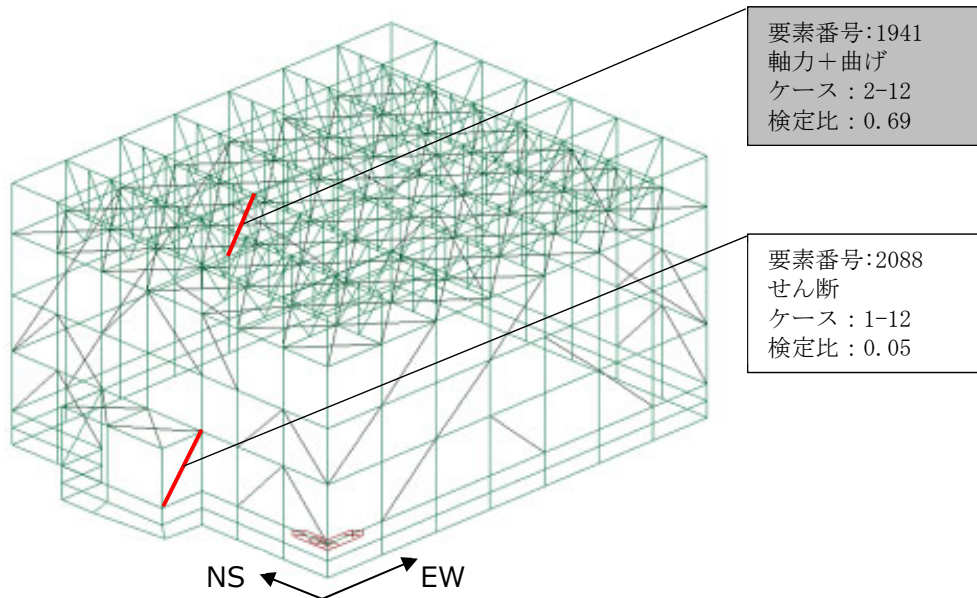 要素番号:1941
軸力＋曲げ
ケース：2-12
検定比：0.69
要素番号:2088
せん断
ケース：1-12
検定比：0.05
NS
EW